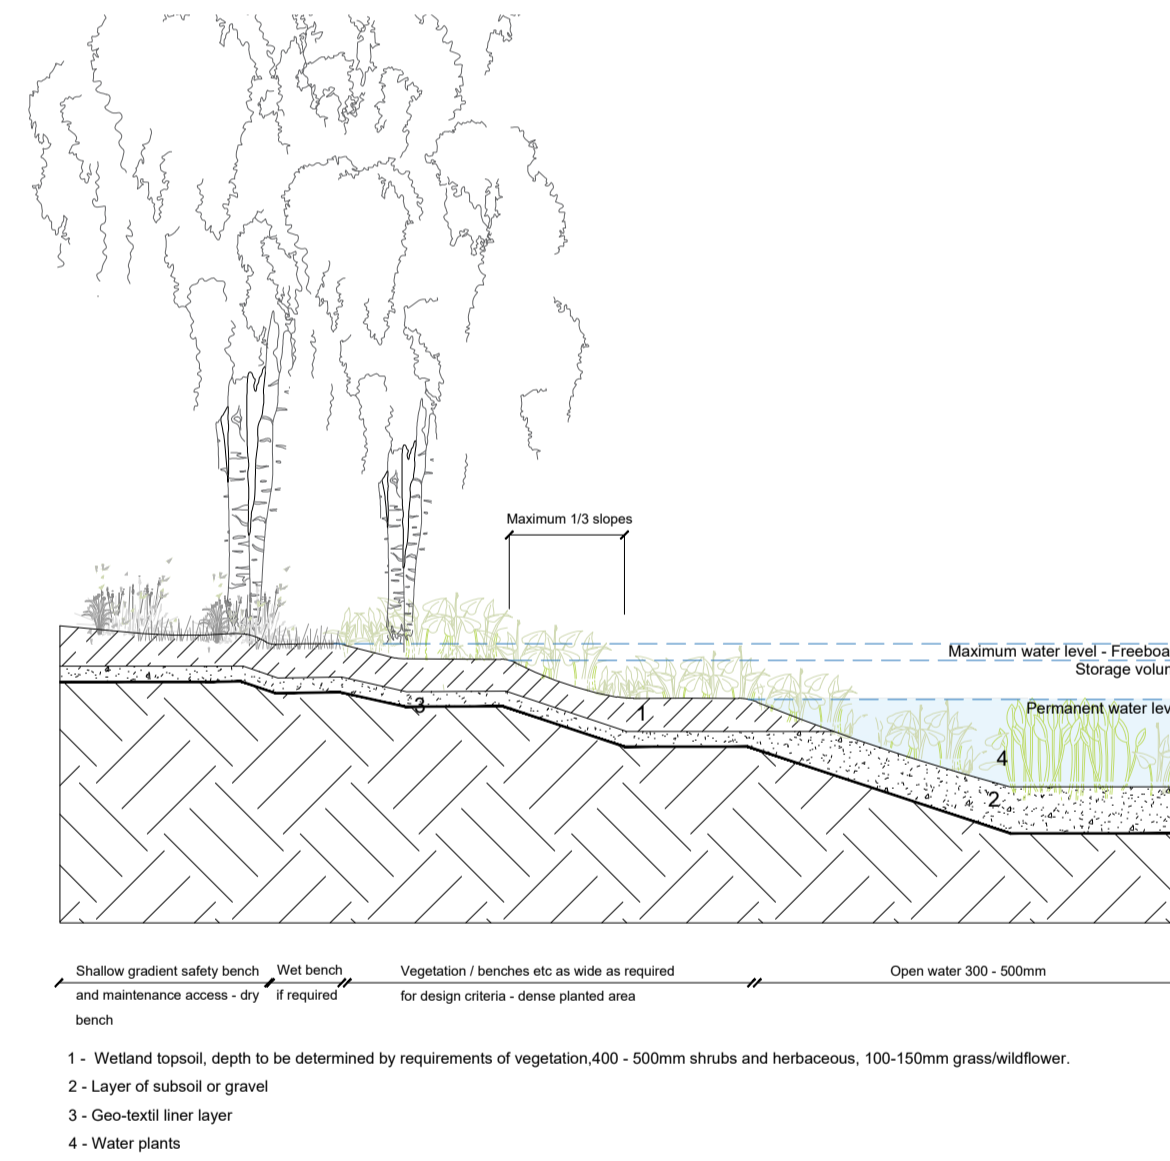 Maximum 1/3 slopes
Maximum water level - Freeboa
Storage volu
Permanent water lev
3
1
4
2
Shallow gradient safety bench
and maintenance access - dry
bench
Wet bench
if required
Vegetation / benches etc as wide as required
for design criteria - dense planted area
Open water 300 - 500mm
1 - Wetland topsoil, depth to be determined by requirements of vegetation,400 - 500mm shrubs and herbaceous, 100-150mm grass/wildflower.
2 - Layer of subsoil or gravel
3 - Geo-textil liner layer
4 - Water plants